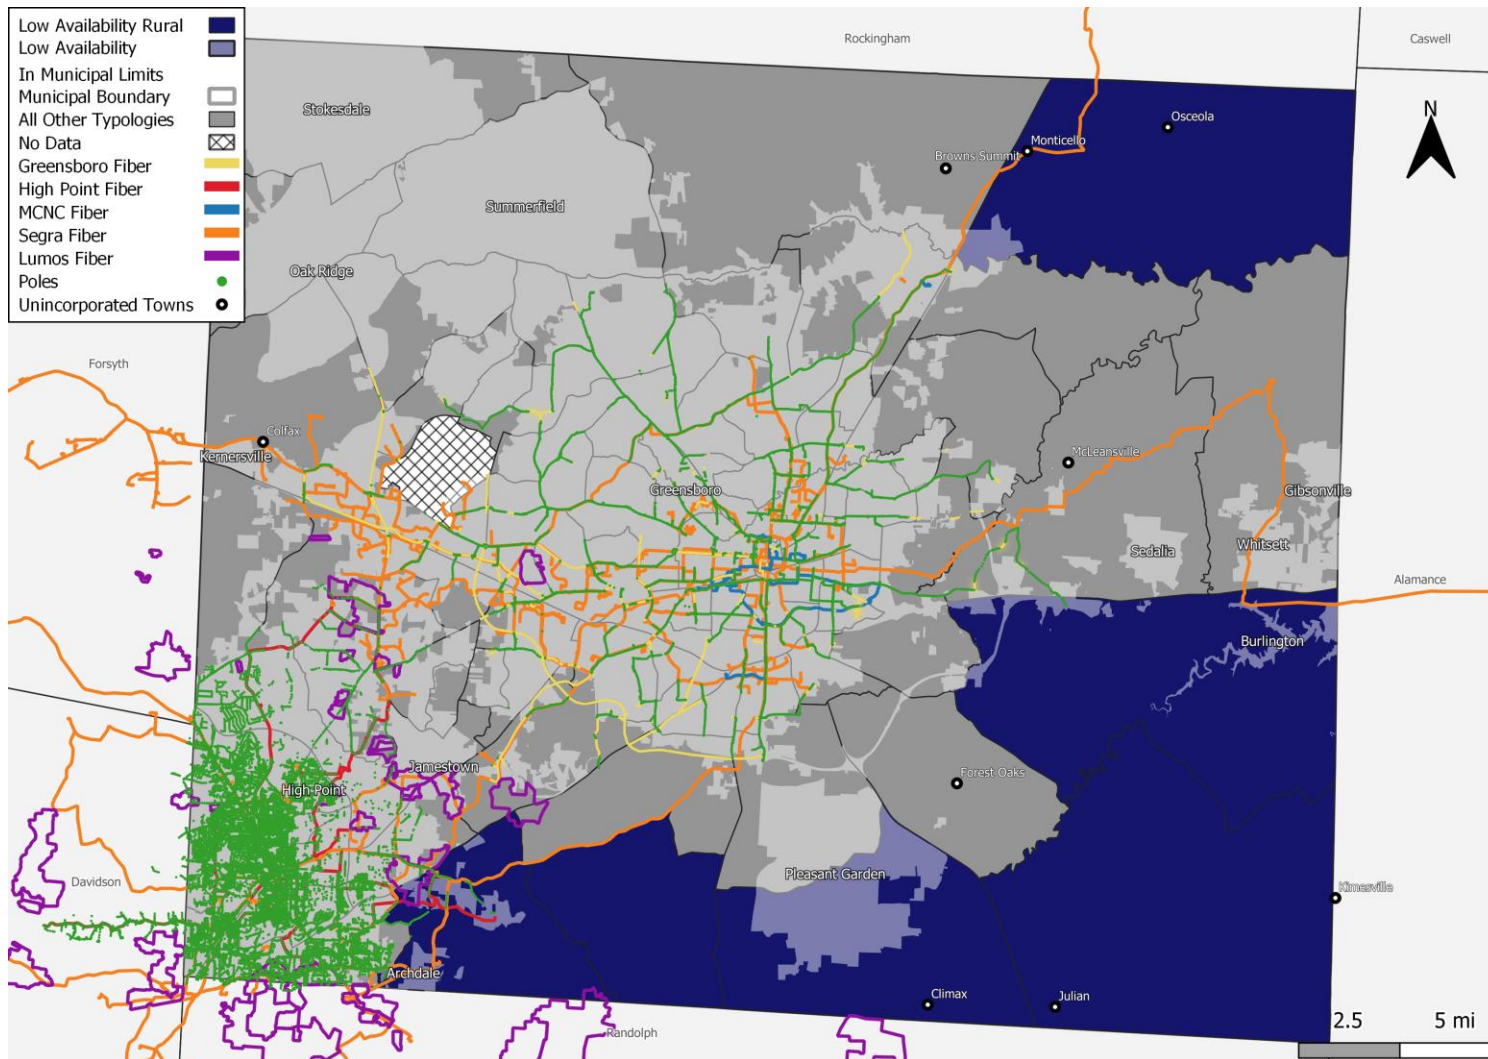 Low Availability Rural
Low Availability
In Municipal Limits
Municipal Boundary
All Other Typologies
No Data
Greensboro Fiber
High Point Fiber
MCNC Fiber
Segra Fiber
Lumos Fiber
Poles
Unincorporated Towns
Rockingham
Caswell
Stokesdale
Osceola
N
Monticello
Browns Summit
Summerfield
Oak Ridge
Forsyth
Colfax
Kernersville
McLeansville
Greensboro
Gibsonville
Whitsett
Sedalia
Alamance
Burlington
Jamestown
Forest Oaks
High Point
Pleasant Garden
Davidson
Kimesville
Archdale
Climax
Julian
Randolph
2.5 5 mi